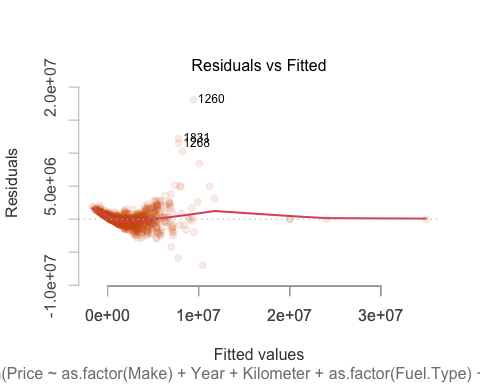 Residuals vs Fitted
2.0e+07
5.0e+06
-1.0e+07
Residuals
1260
1831
1268
0e+00 1e+07 2e+07 3e+07
Fitted values
(Price ~ as.factor(Make) + Year + Kilometer + as.factor(Fuel.Type)